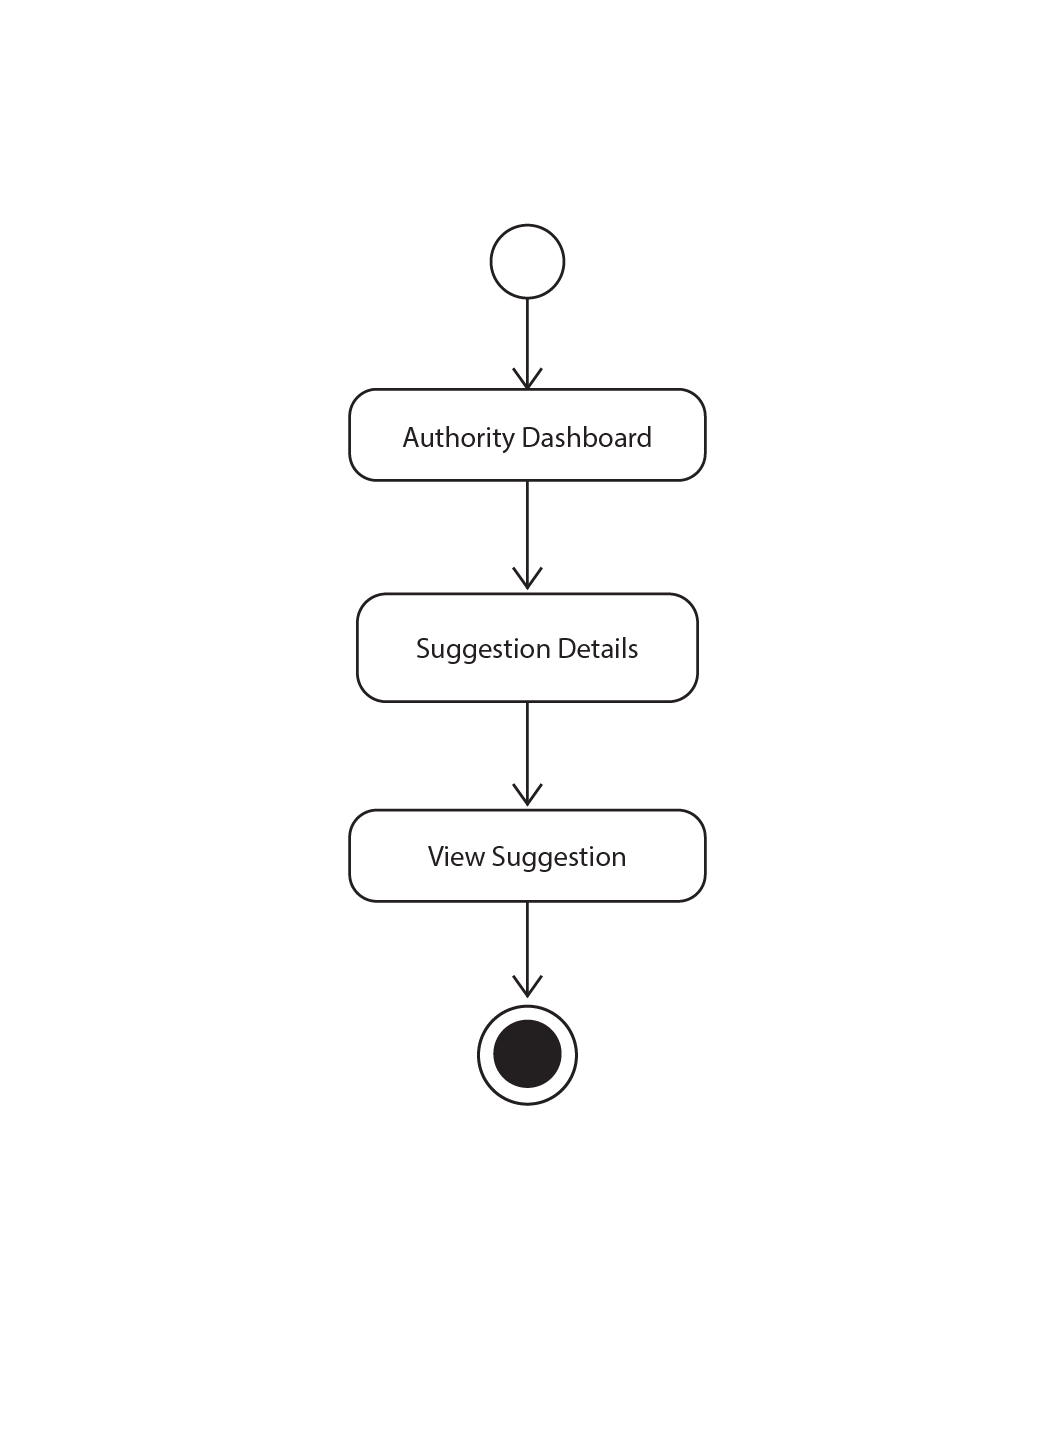 Authority Dashboard
Suggestion Details
View Suggestion